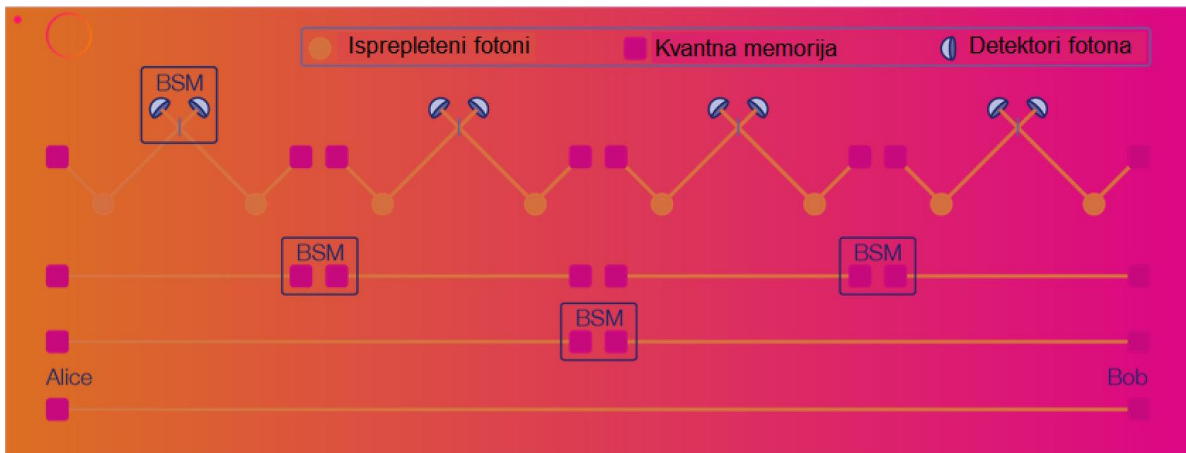 Isprepleteni fotoni Kvantna memorija Detektori fotona
BSM
BSM BSM
BSM
Alice Bob